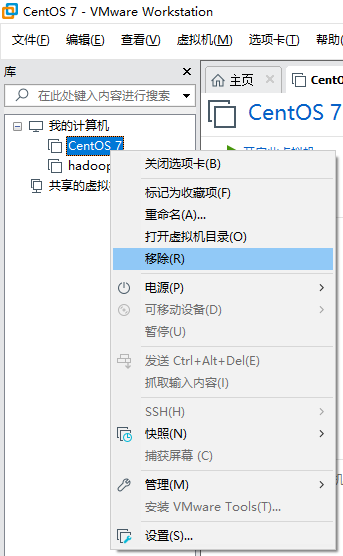 CentOS 7 - VMware Workstation
文件(F) 编辑(E) 查看(V) 虚拟机(M) 选项卡(T) 帮助
库
在此处键入内容进行搜索
主页
CentO
CentOS 7
我的计算机
CentOS 7
hadoop
共享的虚拟
关闭选项卡(B)
标记为收藏项(F)
重命名(A)...
打开虚拟机目录(O)
移除(R)
电源(P)
可移动设备(D)
暂停(U)
发送 Ctrl+Alt+Del(E)
抓取输入内容(I)
SSH(H)
快照(N)
捕获屏幕 (C)
管理(M)
安装 VMware Tools(T)...
设置(S)...